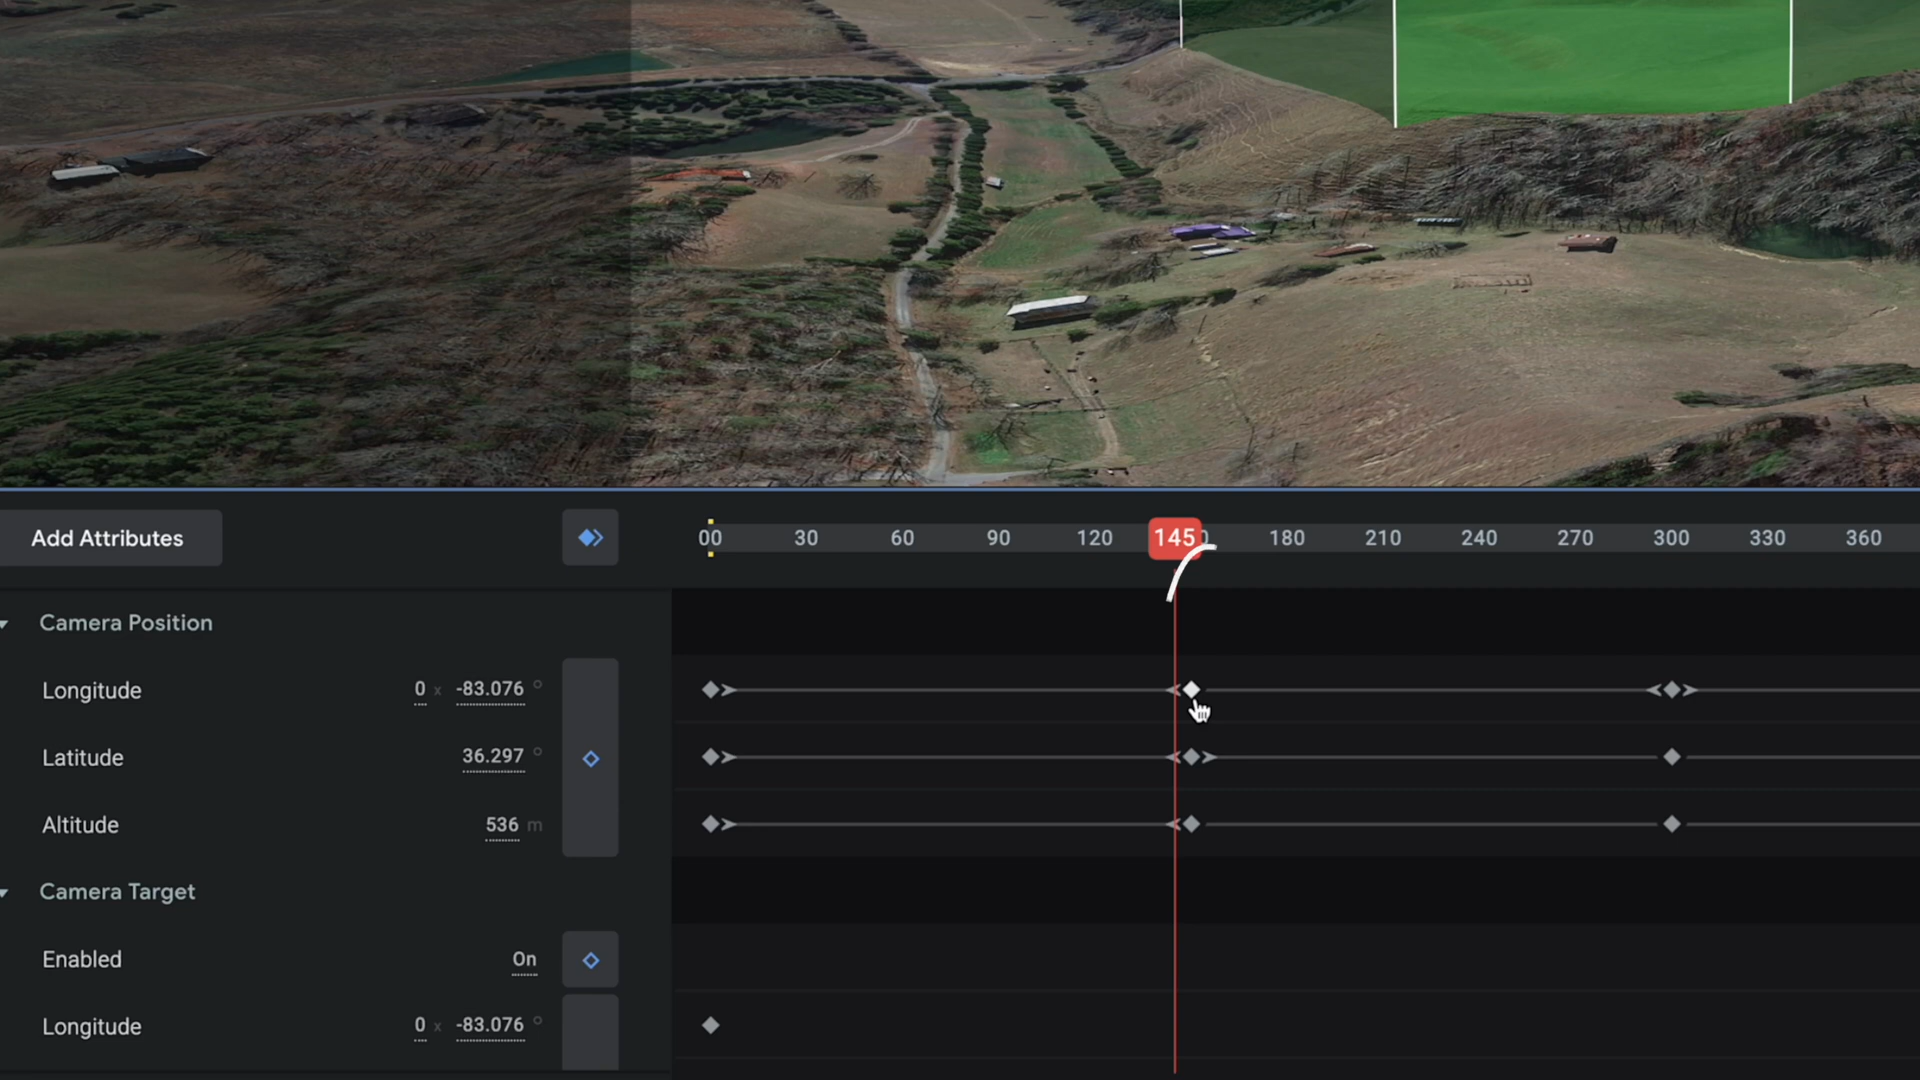 Add Attributes
00 30 60 90 120 145 0 180 210 240 270 300 330 360
Camera Position
Longitude 0 x -83.076 °
Latitude 36.297 °
Altitude 536 m
Camera Target
Enabled On
Longitude 0 x -83.076 °